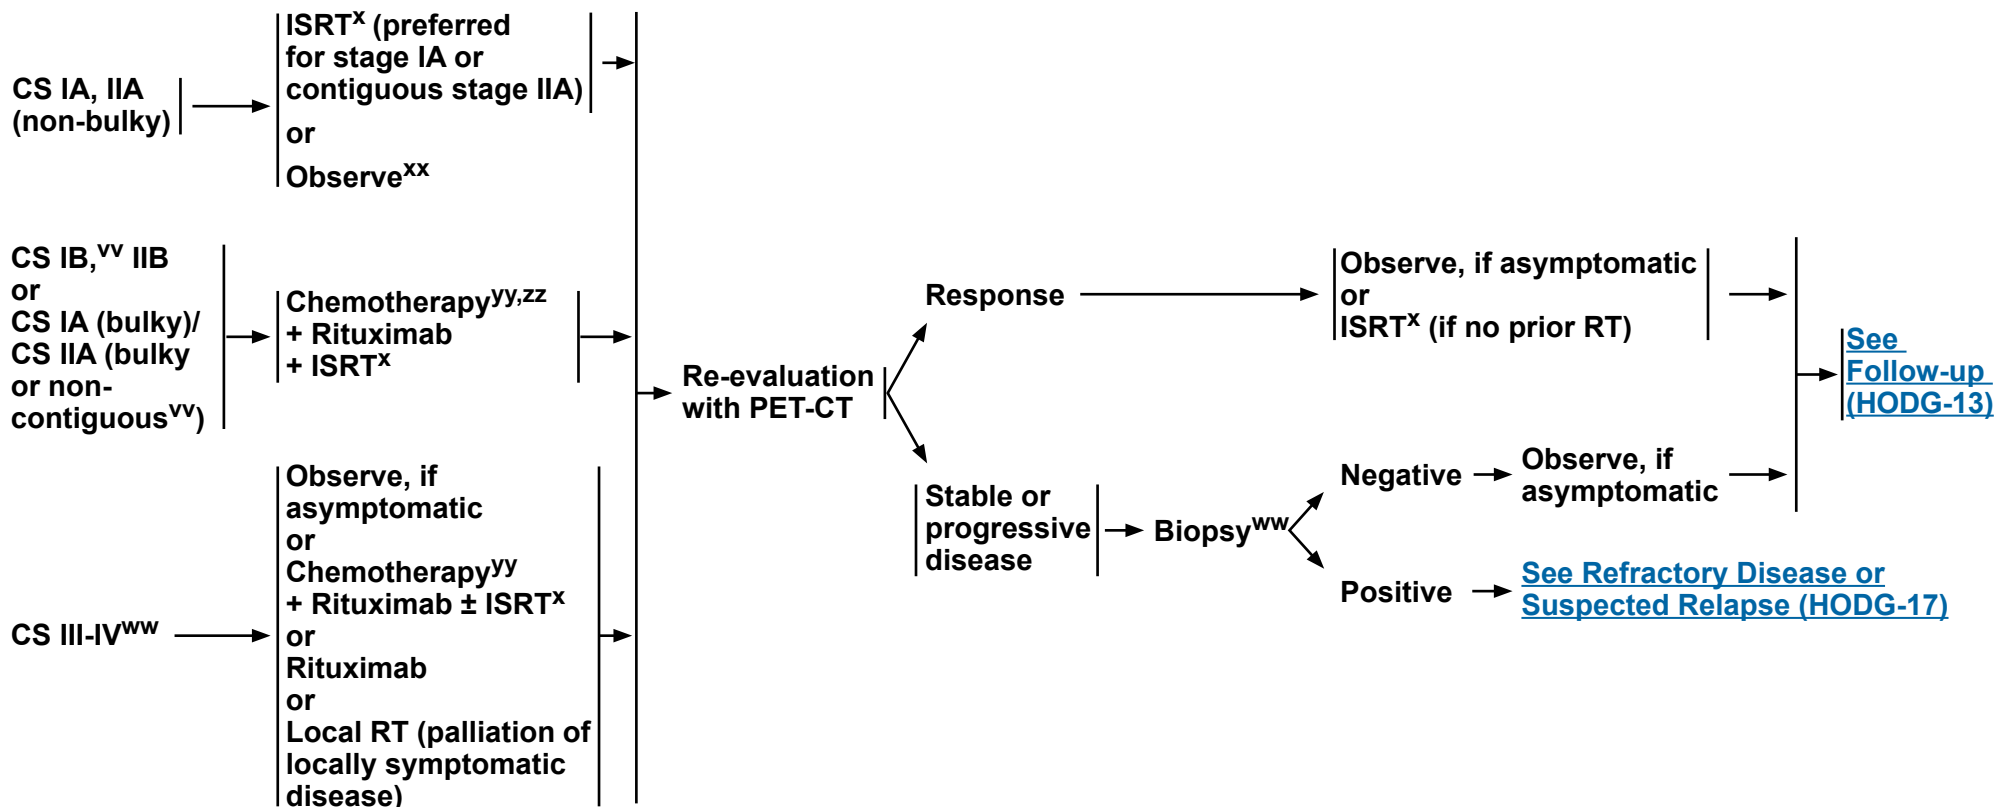 CS IA, IIA
(non-bulky)
ISRTx (preferred
for stage IA or
contiguous stage IIA)
or
Observexx
CS IB,vv IIB
or
CS IA (bulky)/
CS IIA (bulky
or non-
contiguousvv)
Chemotherapyyy,zz
+ Rituximab
+ ISRTx
CS III-IVww
Observe, if
asymptomatic
or
Chemotherapyyy
+ Rituximab ± ISRTx
or
Rituximab
or
Local RT (palliation of
locally symptomatic
disease)
Re-evaluation
with PET-CT
Response
Observe, if asymptomatic
or
ISRTx (if no prior RT)
Stable or
progressive
disease
Biopsyww
Negative
Observe, if
asymptomatic
Positive
See Refractory Disease or
Suspected Relapse (HODG-17)
See
Follow-up
(HODG-13)